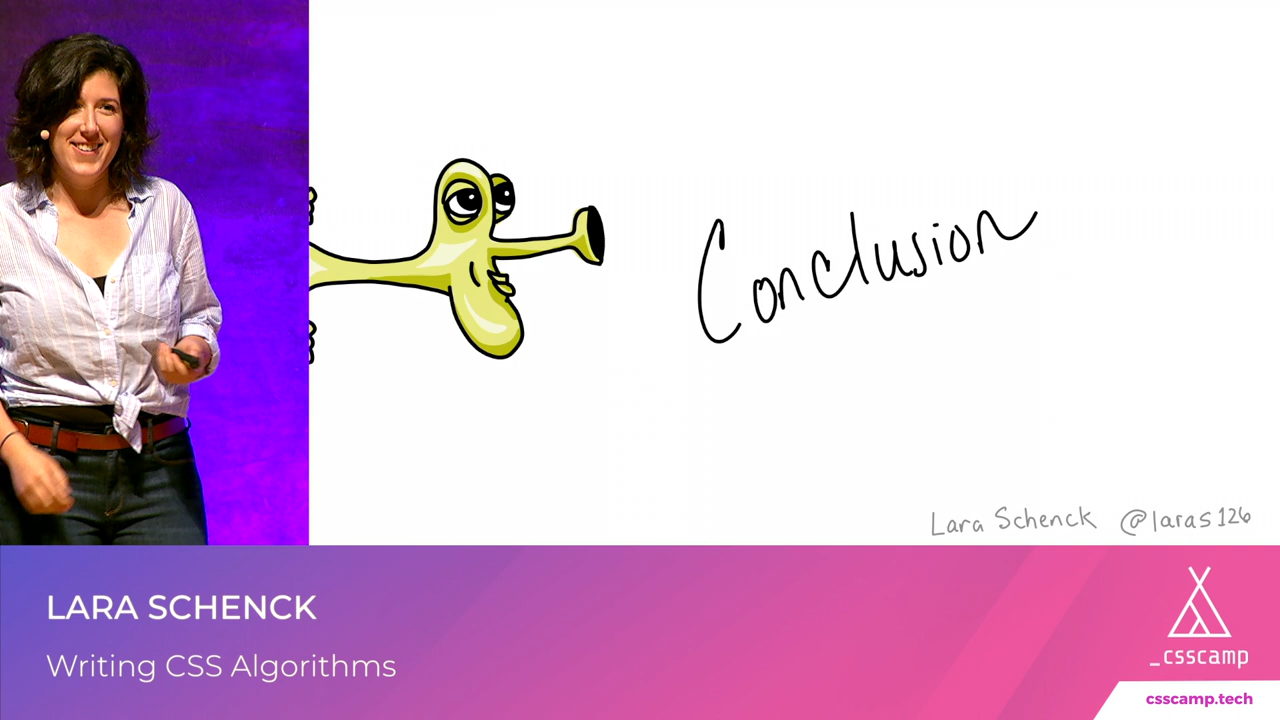 Conclusion
Lara Schenck @laras126
LARA SCHENCK
Writing CSS Algorithms
_csscamp
csscamp.tech